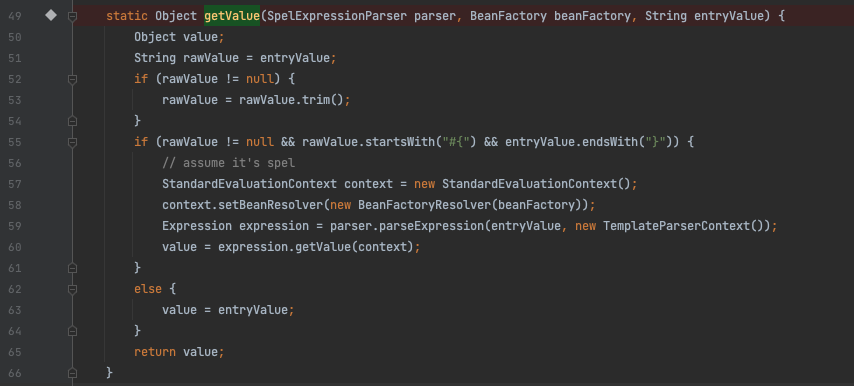 49 static Object getValue(SpelExpressionParser parser, BeanFactory beanFactory, String entryValue) {
50 Object value;
51 String rawValue = entryValue;
52 if (rawValue != null) {
53 rawValue = rawValue.trim();
54 }
55 if (rawValue != null && rawValue.startsWith("#{") && entryValue.endsWith("}")) {
56 // assume it's spel
57 StandardEvaluationContext context = new StandardEvaluationContext();
58 context.setBeanResolver(new BeanFactoryResolver(beanFactory));
59 Expression expression = parser.parseExpression(entryValue, new TemplateParserContext());
60 value = expression.getValue(context);
61 }
62 else {
63 value = entryValue;
64 }
65 return value;
66 }